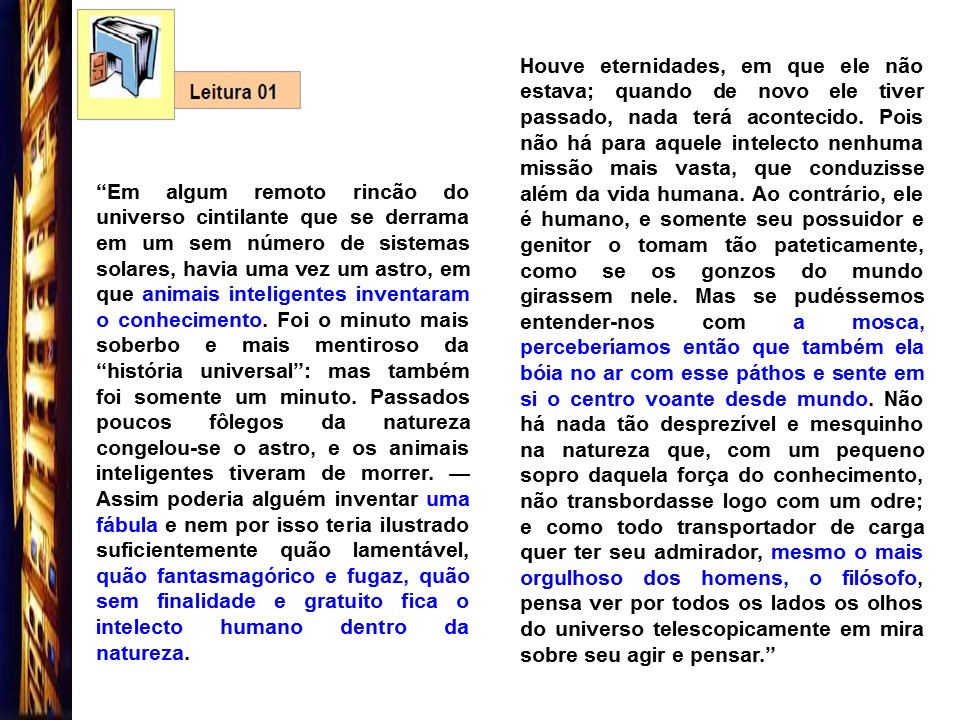 Leitura 01
“Em algum remoto rincão do
universo cintilante que se derrama
em um sem número de sistemas
solares, havia uma vez um astro, em
que animais inteligentes inventaram
o conhecimento. Foi o minuto mais
soberbo e mais mentiroso da
“história universal”: mas também
foi somente um minuto. Passados
poucos fôlegos da natureza
congelou-se o astro, e os animais
inteligentes tiveram de morrer. —
Assim poderia alguém inventar uma
fábula e nem por isso teria ilustrado
suficientemente quão lamentável,
quão fantasmagórico e fugaz, quão
sem finalidade e gratuito fica o
intelecto humano dentro da
natureza.
Houve eternidades, em que ele não
estava; quando de novo ele tiver
passado, nada terá acontecido. Pois
não há para aquele intelecto nenhuma
missão mais vasta, que conduzisse
além da vida humana. Ao contrário, ele
é humano, e somente seu possuidor e
genitor o tomam tão pateticamente,
como se os gonzos do mundo
girassem nele. Mas se pudéssemos
entender-nos com a mosca,
perceberíamos então que também ela
bóia no ar com esse páthos e sente em
si o centro voante desde mundo. Não
há nada tão desprezível e mesquinho
na natureza que, com um pequeno
sopro daquela força do conhecimento,
não transbordasse logo com um odre;
e como todo transportador de carga
quer ter seu admirador, mesmo o mais
orgulhoso dos homens, o filósofo,
pensa ver por todos os lados os olhos
do universo telescopicamente em mira
sobre seu agir e pensar.”